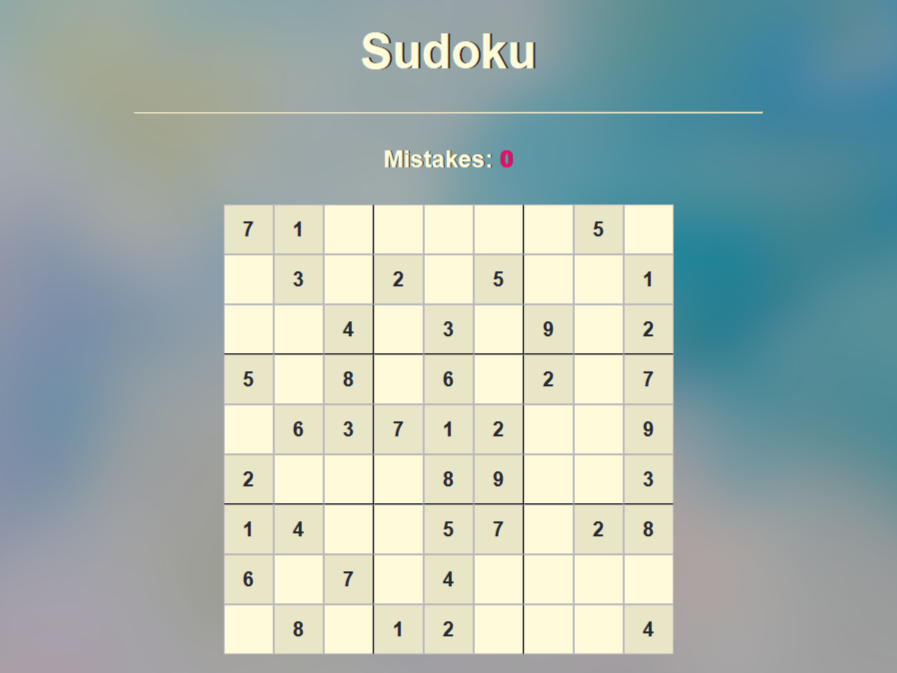 Sudoku
Mistakes: 0
7 1 5
3 2 5 1
4 3 9 2
5 8 6 2 7
6 3 7 1 2 9
2 8 9 3
1 4 5 7 2 8
6 7 4
8 1 2 4